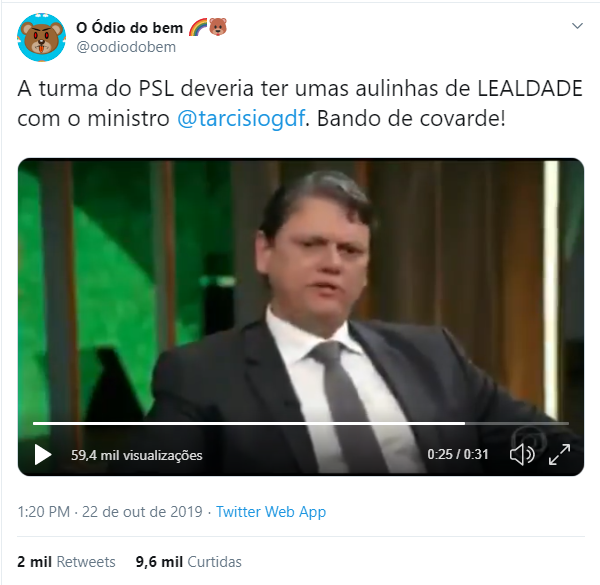 O Ódio do bem 🌈🐻
@oodiodobem
A turma do PSL deveria ter umas aulinhas de LEALDADE
com o ministro @tarcisiogdf. Bando de covarde!
59,4 mil visualizações
0:25 / 0:31
1:20 PM · 22 de out de 2019 · Twitter Web App
2 mil Retweets 9,6 mil Curtidas